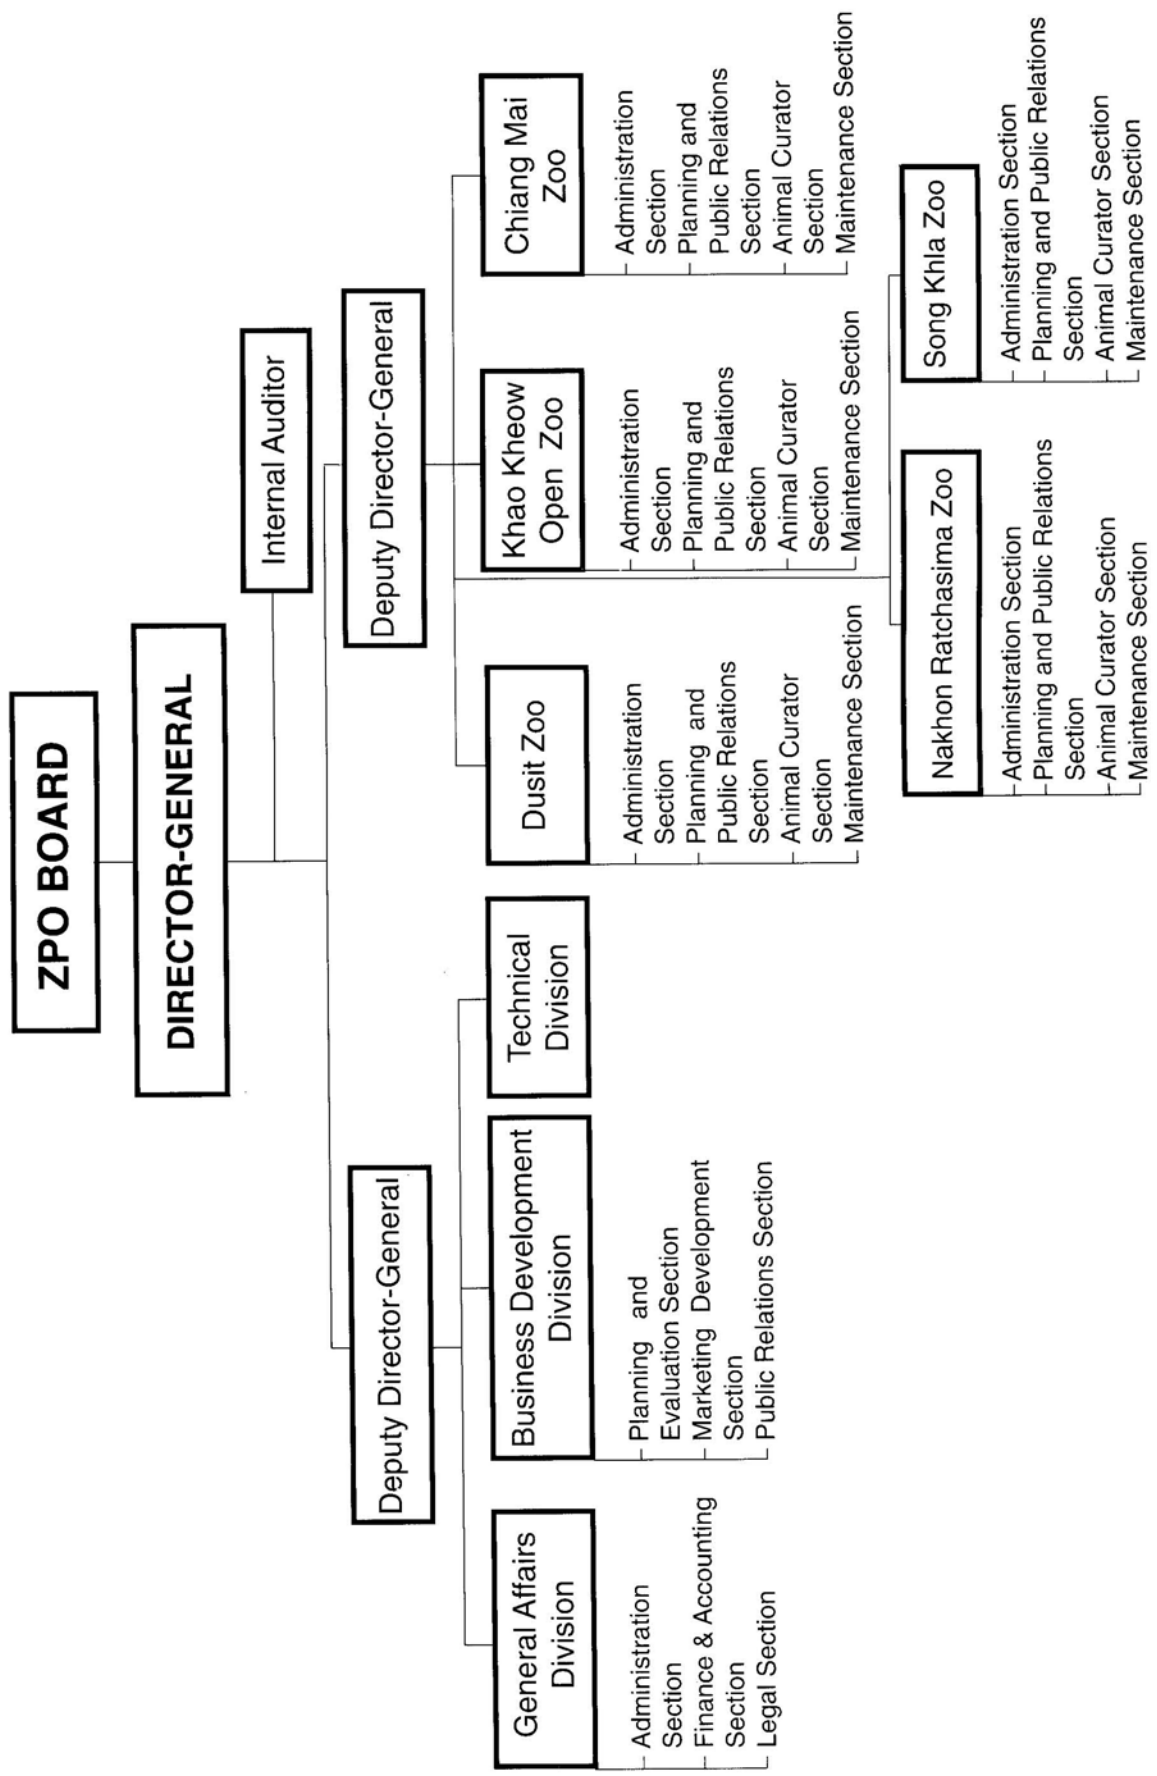 ZPO BOARD
DIRECTOR-GENERAL
Internal Auditor
Deputy Director-General
Deputy Director-General
General Affairs
Division
Administration
Section
Finance & Accounting
Section
Legal Section
Business Development
Division
Planning and
Evaluation Section
Marketing Development
Section
Public Relations Section
Technical
Division
Dusit Zoo
Administration
Section
Planning and
Public Relations
Section
Animal Curator
Section
Maintenance Section
Khao Kheow
Open Zoo
Administration
Section
Planning and
Public Relations
Section
Animal Curator
Section
Maintenance Section
Chiang Mai
Zoo
Administration
Section
Planning and
Public Relations
Section
Animal Curator
Section
Maintenance Section
Nakhon Ratchasima Zoo
Administration Section
Planning and Public Relations
Section
Animal Curator Section
Maintenance Section
Song Khla Zoo
Administration Section
Planning and Public Relations
Section
Animal Curator Section
Maintenance Section